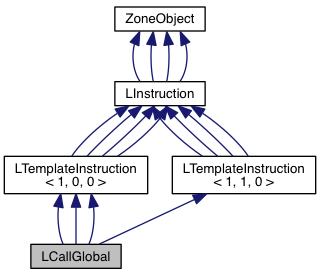 ZoneObject
LInstruction
LTemplateInstruction
< 1, 0, 0 >
LTemplateInstruction
< 1, 1, 0 >
LCallGlobal